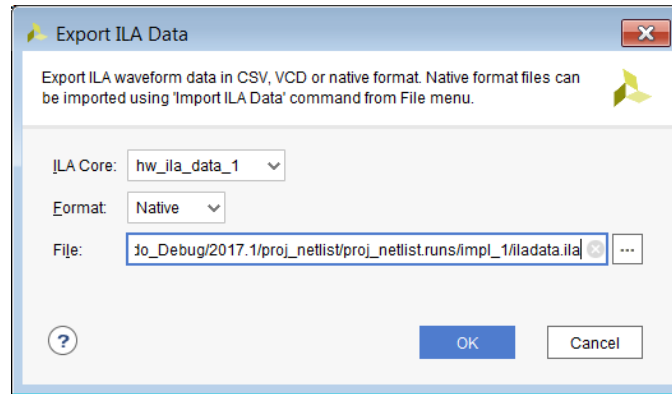 Export ILA Data
Export ILA waveform data in CSV, VCD or native format. Native format files can
be imported using 'Import ILA Data' command from File menu.
ILA Core: hw_ila_data_1
Format: Native
File: do_Debug/2017.1/proj_netlist/proj_netlist.runs/impl_1/iladata.ila ...
? OK Cancel